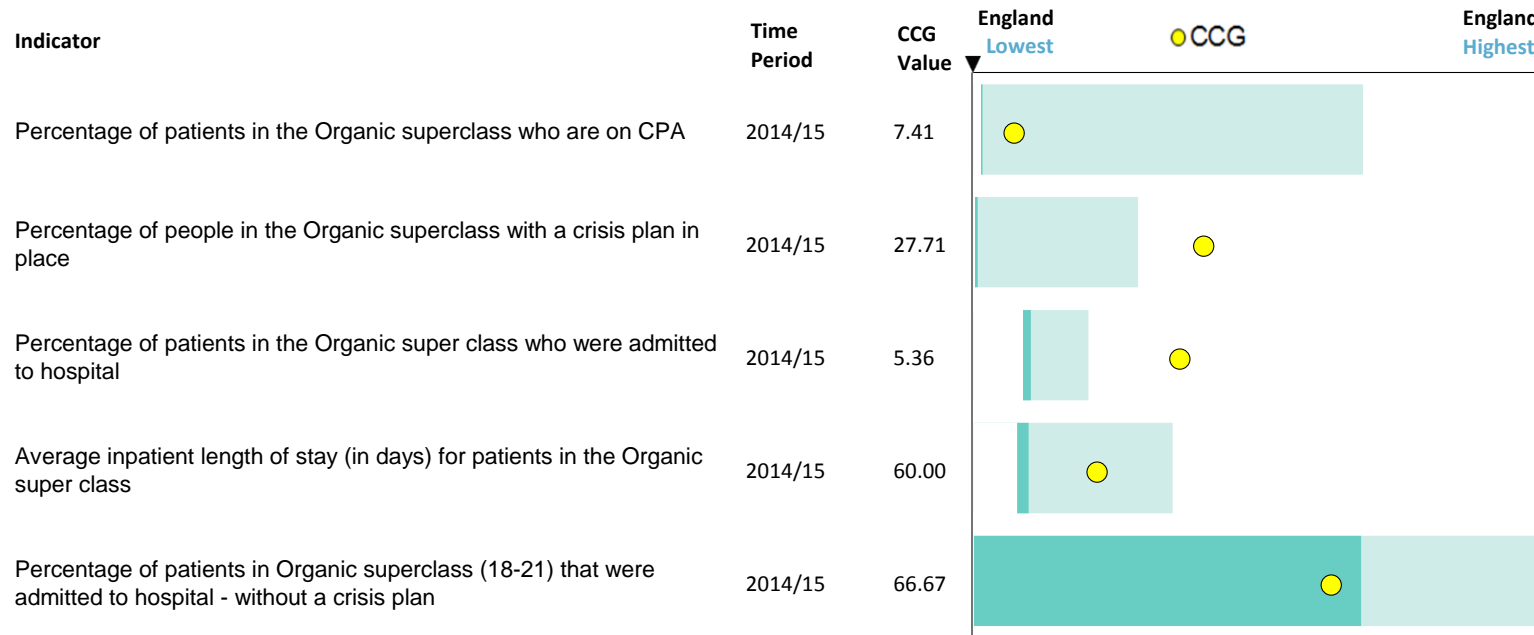 Indicator
Time Period
CCG Value
England Lowest
CCG
England Highest
Percentage of patients in the Organic superclass who are on CPA 2014/15 7.41
Percentage of people in the Organic superclass with a crisis plan in
place
2014/15 27.71
Percentage of patients in the Organic super class who were admitted
to hospital
2014/15 5.36
Average inpatient length of stay (in days) for patients in the Organic
super class
2014/15 60.00
Percentage of patients in Organic superclass (18-21) that were
admitted to hospital - without a crisis plan
2014/15 66.67